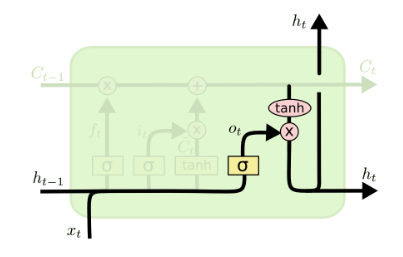 h_t
C_{t-1} × + C_t
tanh
f_t i_t × o_t ×
C̃_t
σ σ tanh σ
h_{t-1} h_t
x_t